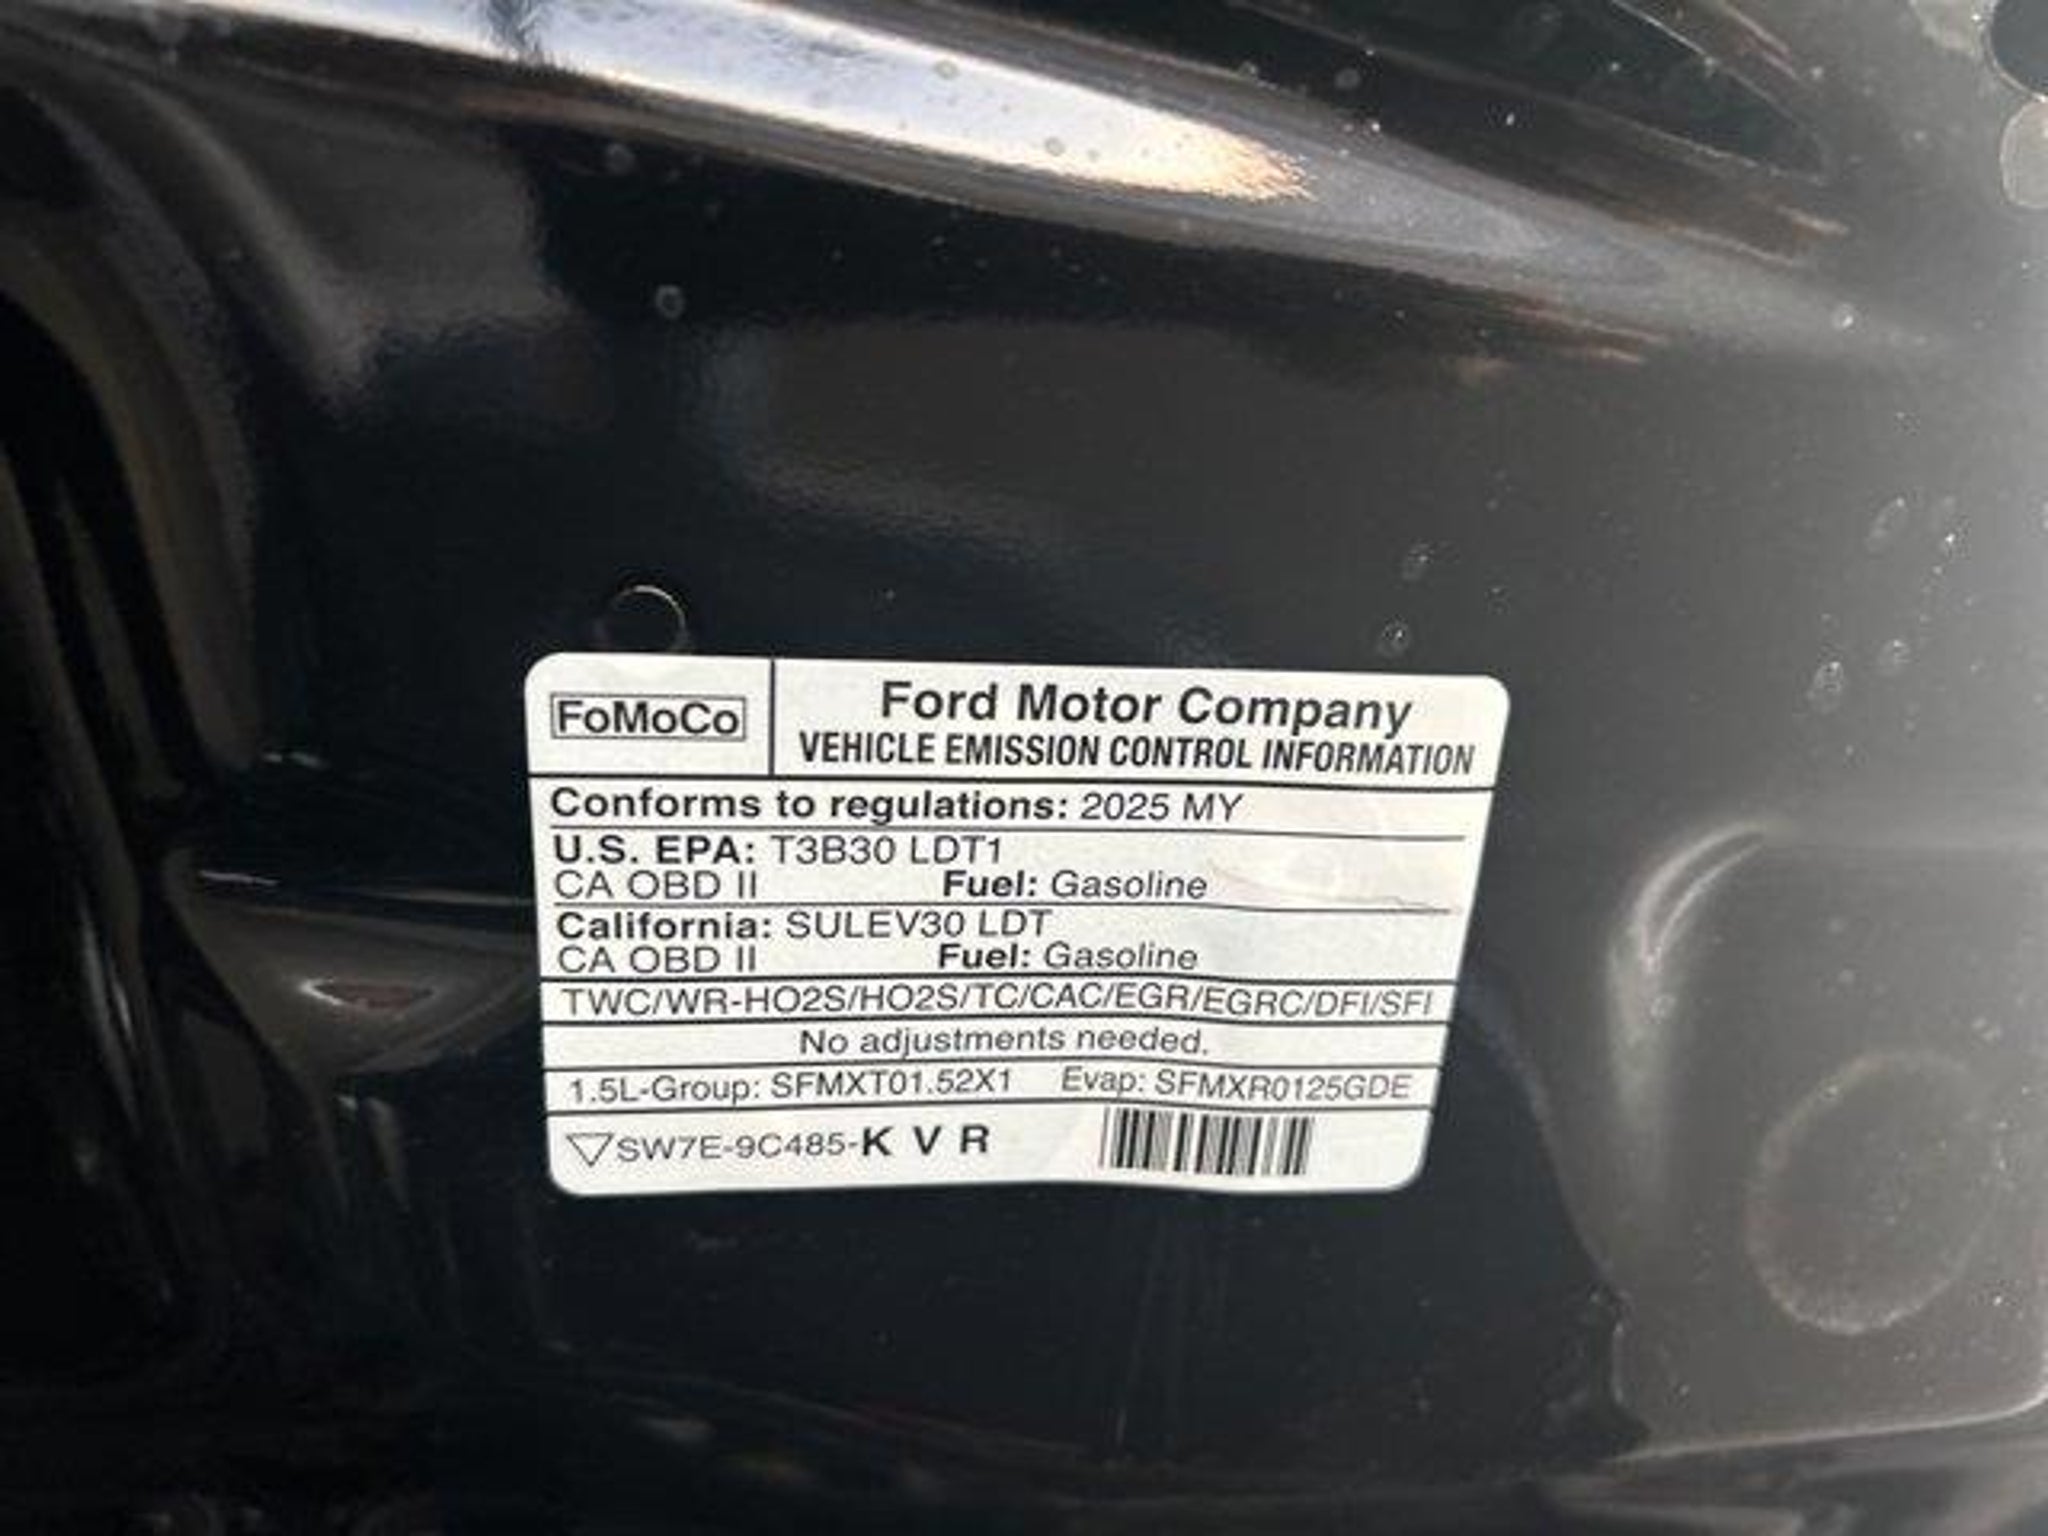 FoMoCo
Ford Motor Company
VEHICLE EMISSION CONTROL INFORMATION
Conforms to regulations: 2025 MY
U.S. EPA: T3B30 LDT1
CA OBD II Fuel: Gasoline
California: SULEV30 LDT
CA OBD II Fuel: Gasoline
TWC/WR-HO2S/HO2S/TC/CAC/EGR/EGRC/DFI/SFI
No adjustments needed.
1.5L-Group: SFMXT01.52X1 Evap: SFMXR0125GDE
SW7E-9C485-K V R